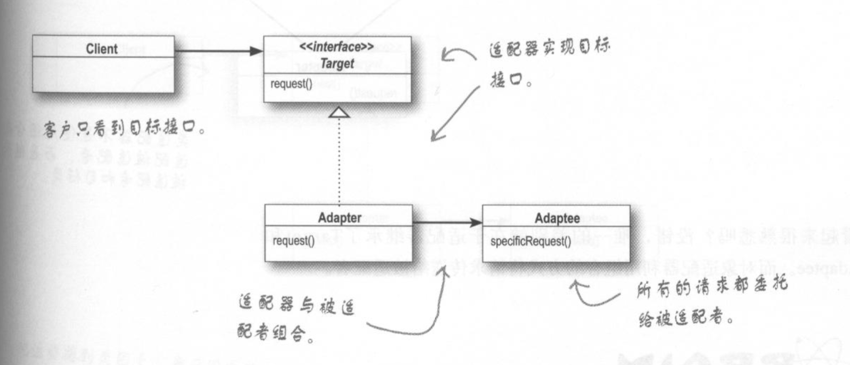 Client
<<interface>>
Target
request()
适配器实现目标
接口。
客户只看到目标接口。
Adapter
request()
Adaptee
specificRequest()
适配器与被适
配者组合。
所有的请求都委托
给被适配者。